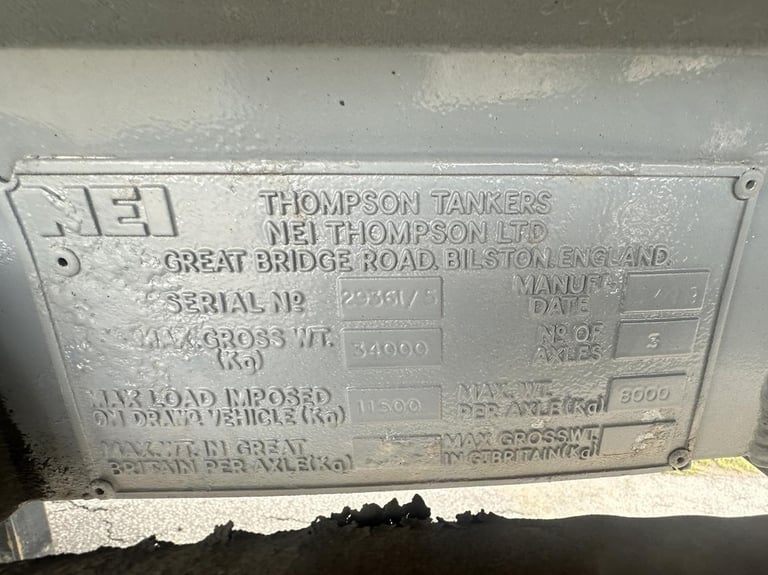 NEI
THOMPSON TANKERS
NEI THOMPSON LTD
GREAT BRIDGE ROAD. BILSTON. ENGLAND.
SERIAL Nº 29361/5 MANUF. DATE
MAX. GROSS WT. (Kg) 34000 Nº OF AXLES 3
MAX LOAD IMPOSED ON DRAWG. VEHICLE (Kg) 11500 MAX. WT. PER AXLE (Kg) 8000
MAX. WT. IN GREAT BRITAIN PER AXLE (Kg) MAX GROSS WT. IN GT. BRITAIN (Kg)